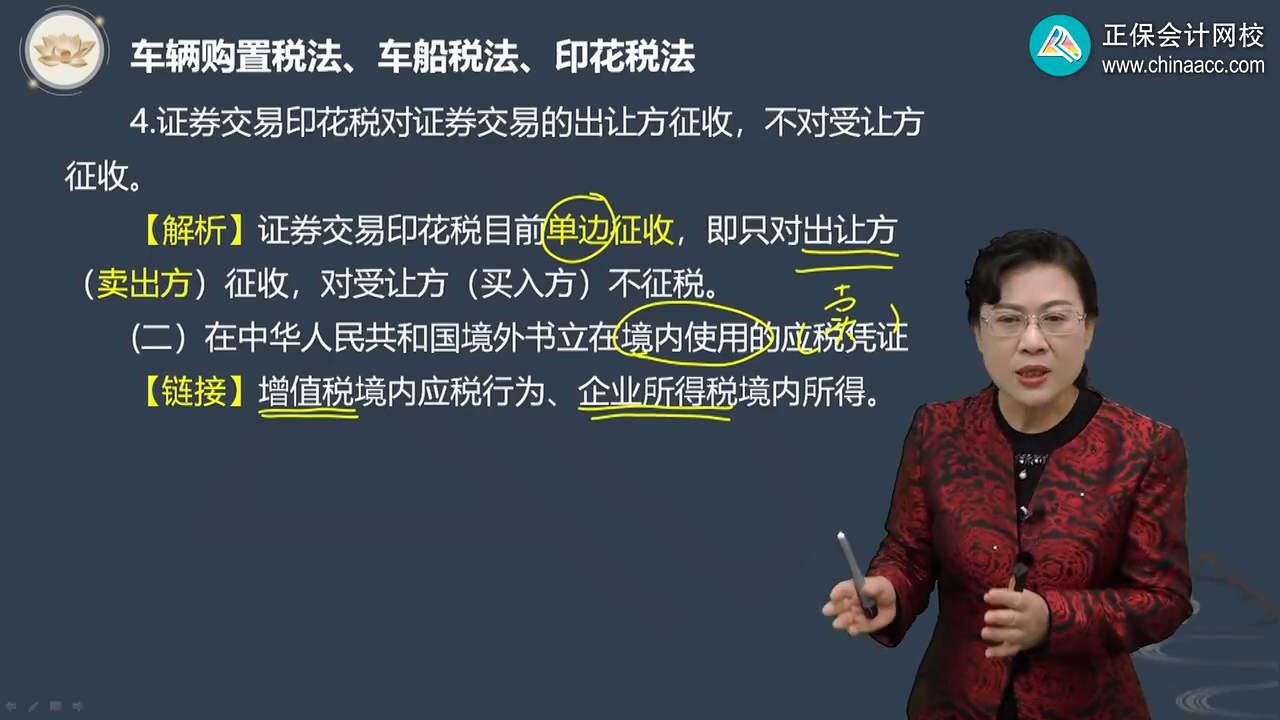 车辆购置税法、车船税法、印花税法
正保会计网校
www.chinaacc.com
4.证券交易印花税对证券交易的出让方征收，不对受让方
征收。
【解析】证券交易印花税目前单边征收，即只对出让方
（卖出方）征收，对受让方（买入方）不征税。
(二）在中华人民共和国境外书立在境内使用的应税凭证
【链接】增值税境内应税行为、企业所得税境内所得。